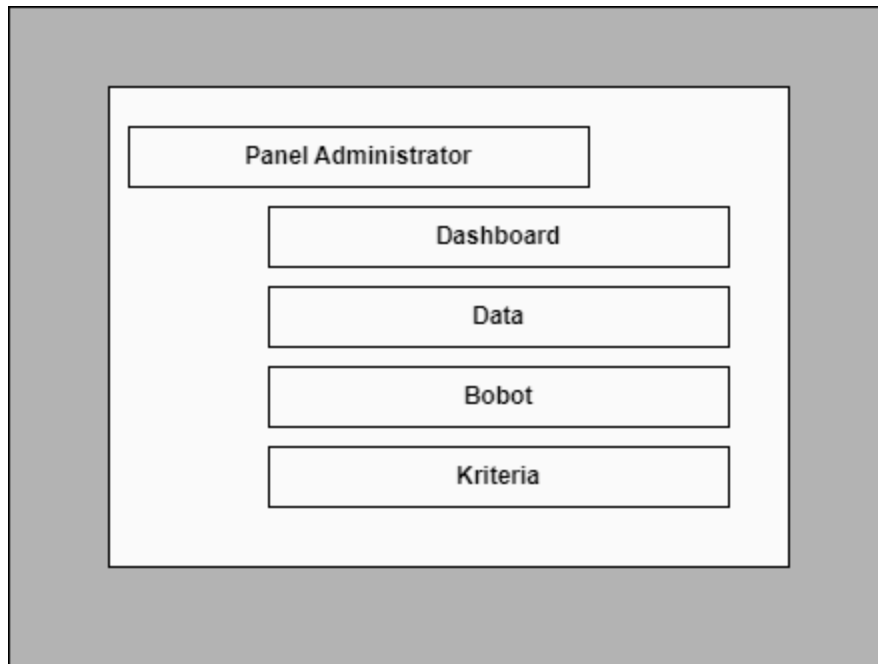 Panel Administrator
Dashboard
Data
Bobot
Kriteria